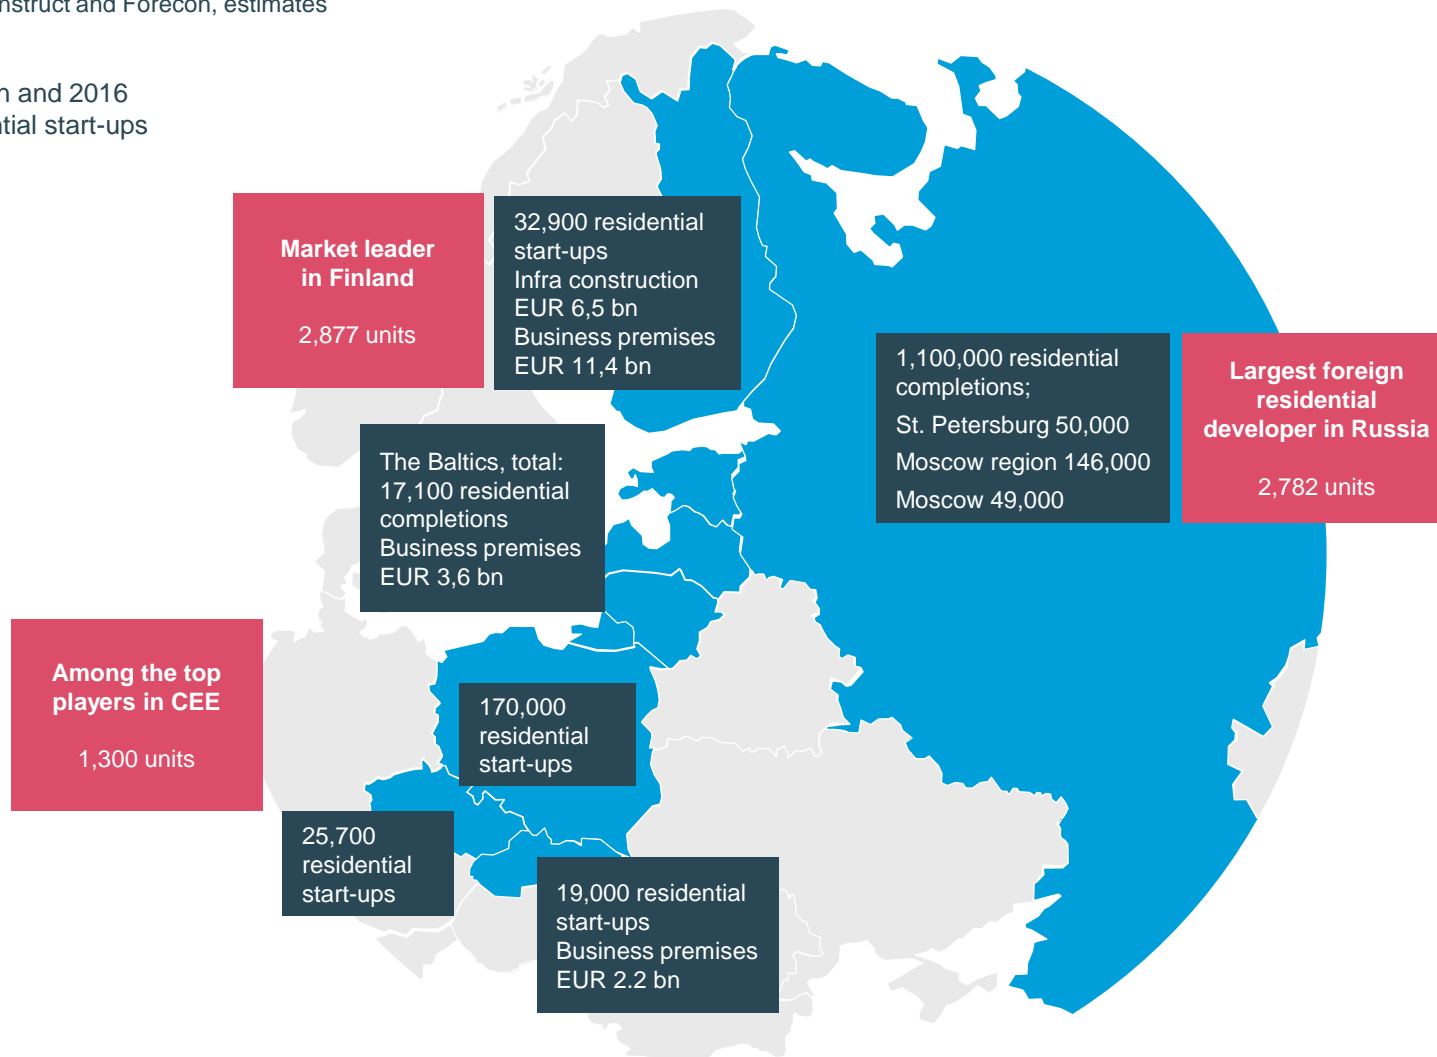 nstruct and Forecon, estimates
n and 2016
ntial start-ups
Market leader
in Finland
2,877 units
32,900 residential
start-ups
Infra construction
EUR 6,5 bn
Business premises
EUR 11,4 bn
1,100,000 residential
completions;
St. Petersburg 50,000
Moscow region 146,000
Moscow 49,000
Largest foreign
residential
developer in Russia
2,782 units
The Baltics, total:
17,100 residential
completions
Business premises
EUR 3,6 bn
Among the top
players in CEE
1,300 units
170,000
residential
start-ups
25,700
residential
start-ups
19,000 residential
start-ups
Business premises
EUR 2.2 bn